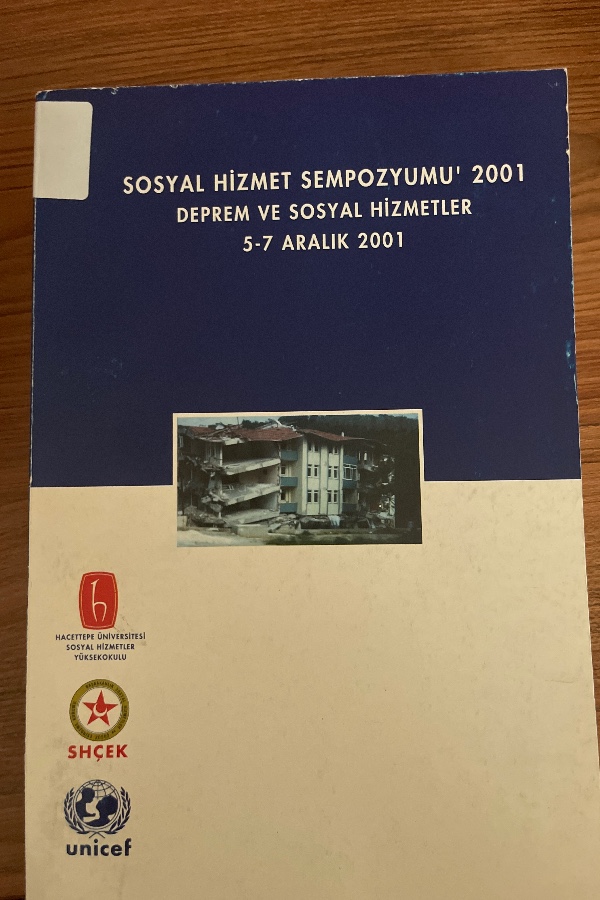 SOSYAL HİZMET SEMPOZYUMU' 2001
DEPREM VE SOSYAL HİZMETLER
5-7 ARALIK 2001
HACETTEPE ÜNİVERSİTESİ
SOSYAL HİZMETLER
YÜKSEKOKULU
SHÇEK
unicef